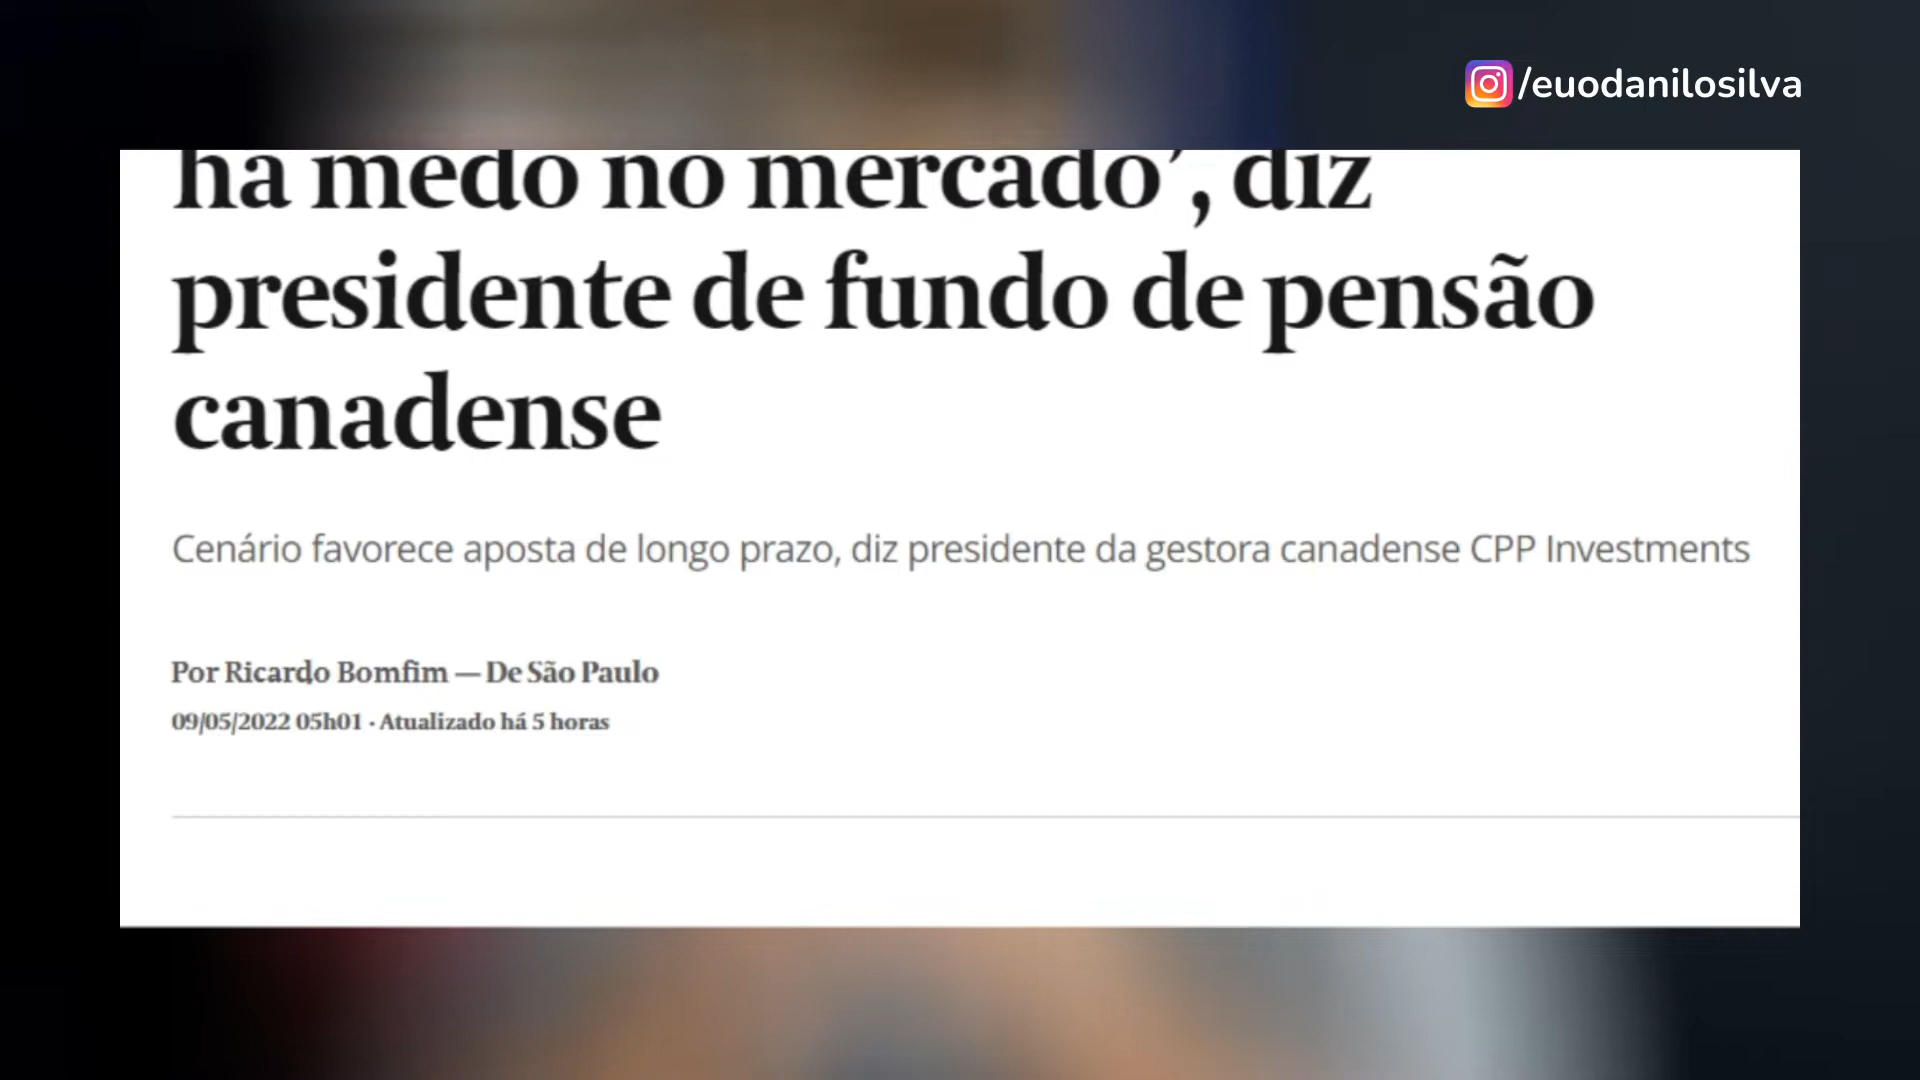 /euodanilosilva
há medo no mercado’, diz
presidente de fundo de pensão
canadense
Cenário favorece aposta de longo prazo, diz presidente da gestora canadense CPP Investments
Por Ricardo Bomfim — De São Paulo
09/05/2022 05h01 · Atualizado há 5 horas